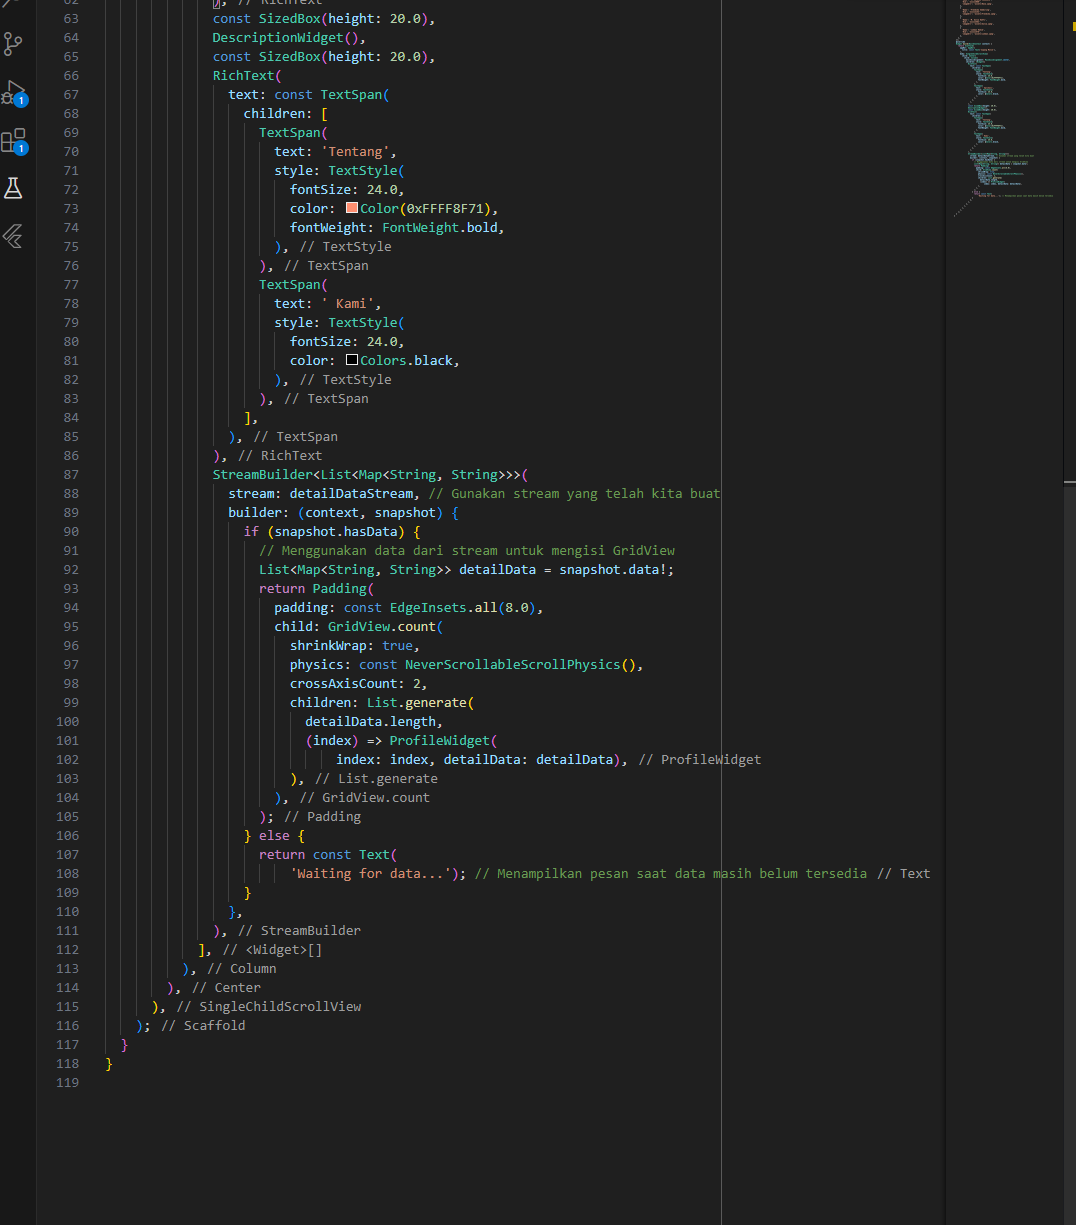 62 ), // RichText
63 const SizedBox(height: 20.0),
64 DescriptionWidget(),
65 const SizedBox(height: 20.0),
66 RichText(
67 text: const TextSpan(
68 children: [
69 TextSpan(
70 text: 'Tentang',
71 style: TextStyle(
72 fontSize: 24.0,
73 color: Color(0xFFFF8F71),
74 fontWeight: FontWeight.bold,
75 ), // TextStyle
76 ), // TextSpan
77 TextSpan(
78 text: ' Kami',
79 style: TextStyle(
80 fontSize: 24.0,
81 color: Colors.black,
82 ), // TextStyle
83 ), // TextSpan
84 ],
85 ), // TextSpan
86 ), // RichText
87 StreamBuilder<List<Map<String, String>>>(
88 stream: detailDataStream, // Gunakan stream yang telah kita buat
89 builder: (context, snapshot) {
90 if (snapshot.hasData) {
91 // Menggunakan data dari stream untuk mengisi GridView
92 List<Map<String, String>> detailData = snapshot.data!;
93 return Padding(
94 padding: const EdgeInsets.all(8.0),
95 child: GridView.count(
96 shrinkWrap: true,
97 physics: const NeverScrollableScrollPhysics(),
98 crossAxisCount: 2,
99 children: List.generate(
100 detailData.length,
101 (index) => ProfileWidget(
102 index: index, detailData: detailData), // ProfileWidget
103 ), // List.generate
104 ), // GridView.count
105 ); // Padding
106 } else {
107 return const Text(
108 'Waiting for data...'); // Menampilkan pesan saat data masih belum tersedia // Text
109 }
110 },
111 ), // StreamBuilder
112 ], // <Widget>[]
113 ), // Column
114 ), // Center
115 ), // SingleChildScrollView
116 ); // Scaffold
117 }
118 }
119
1
1